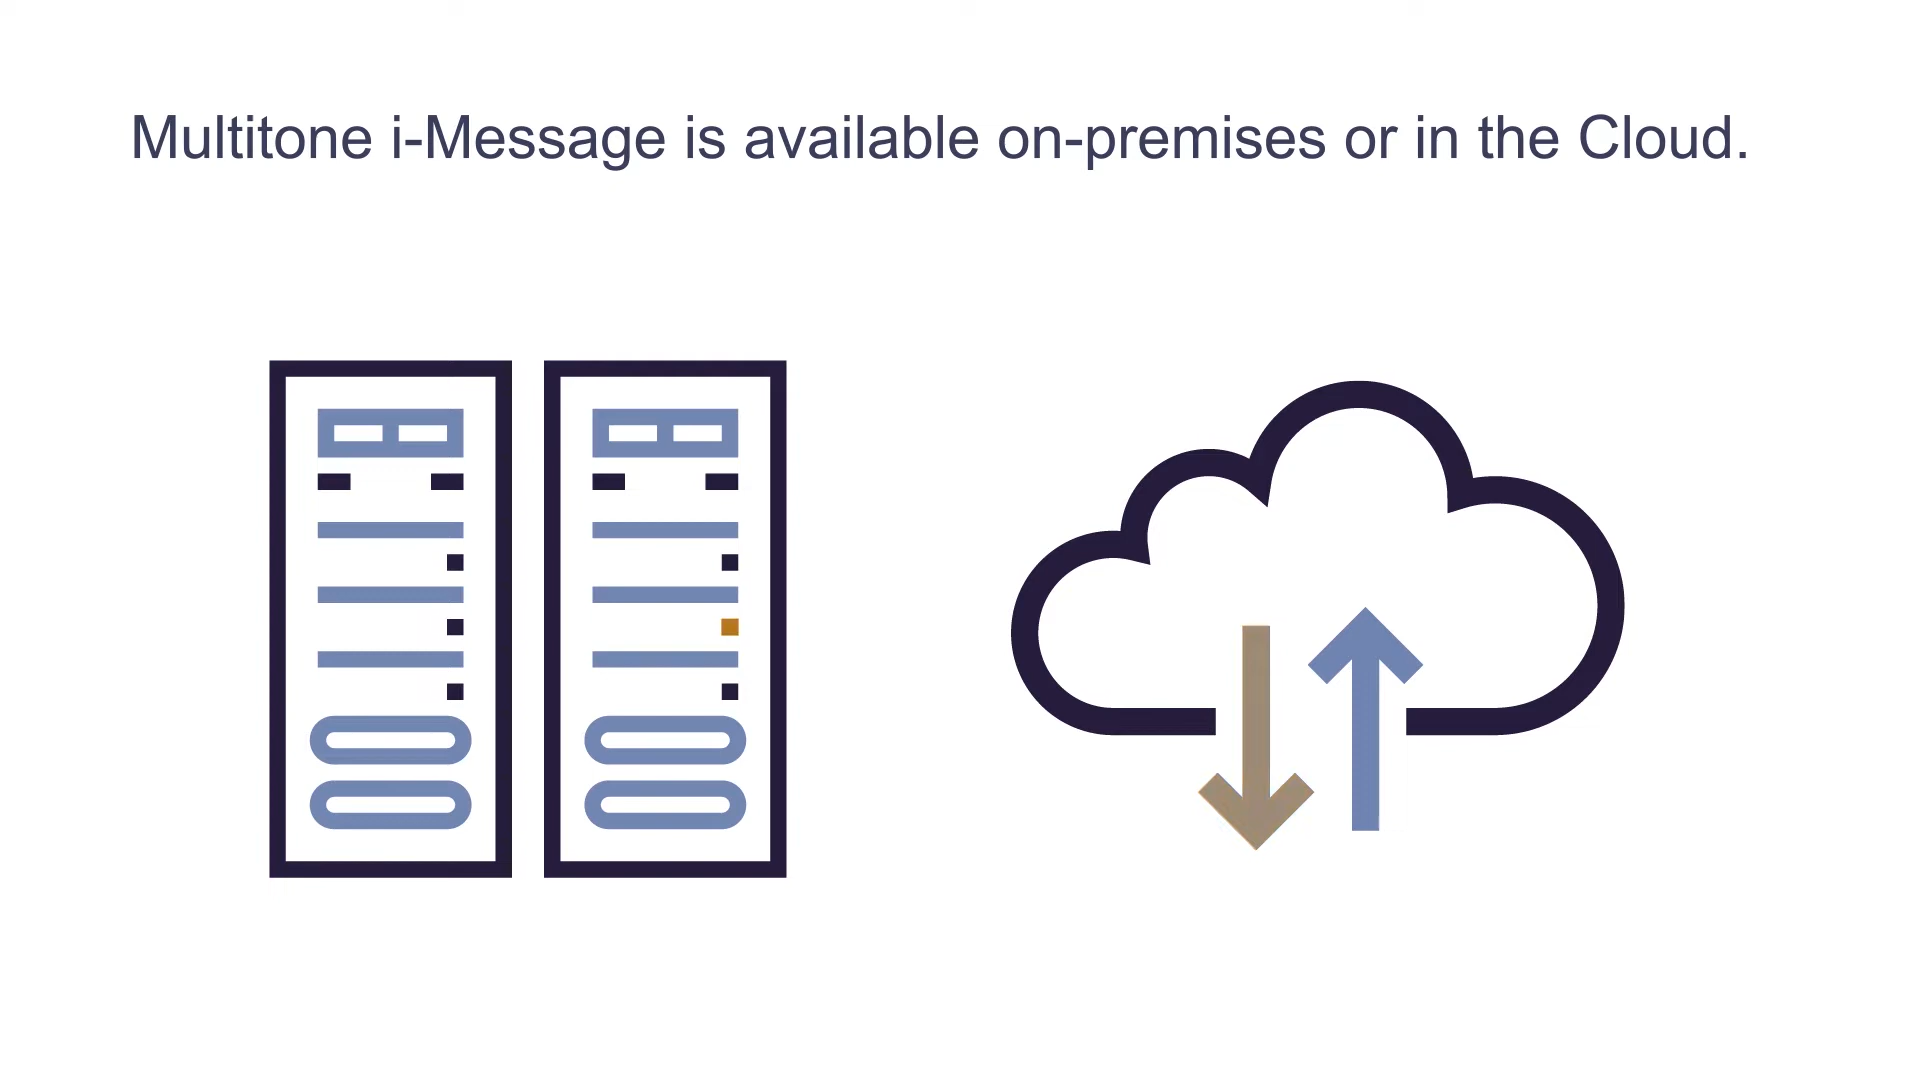 Multitone i-Message is available on-premises or in the Cloud.